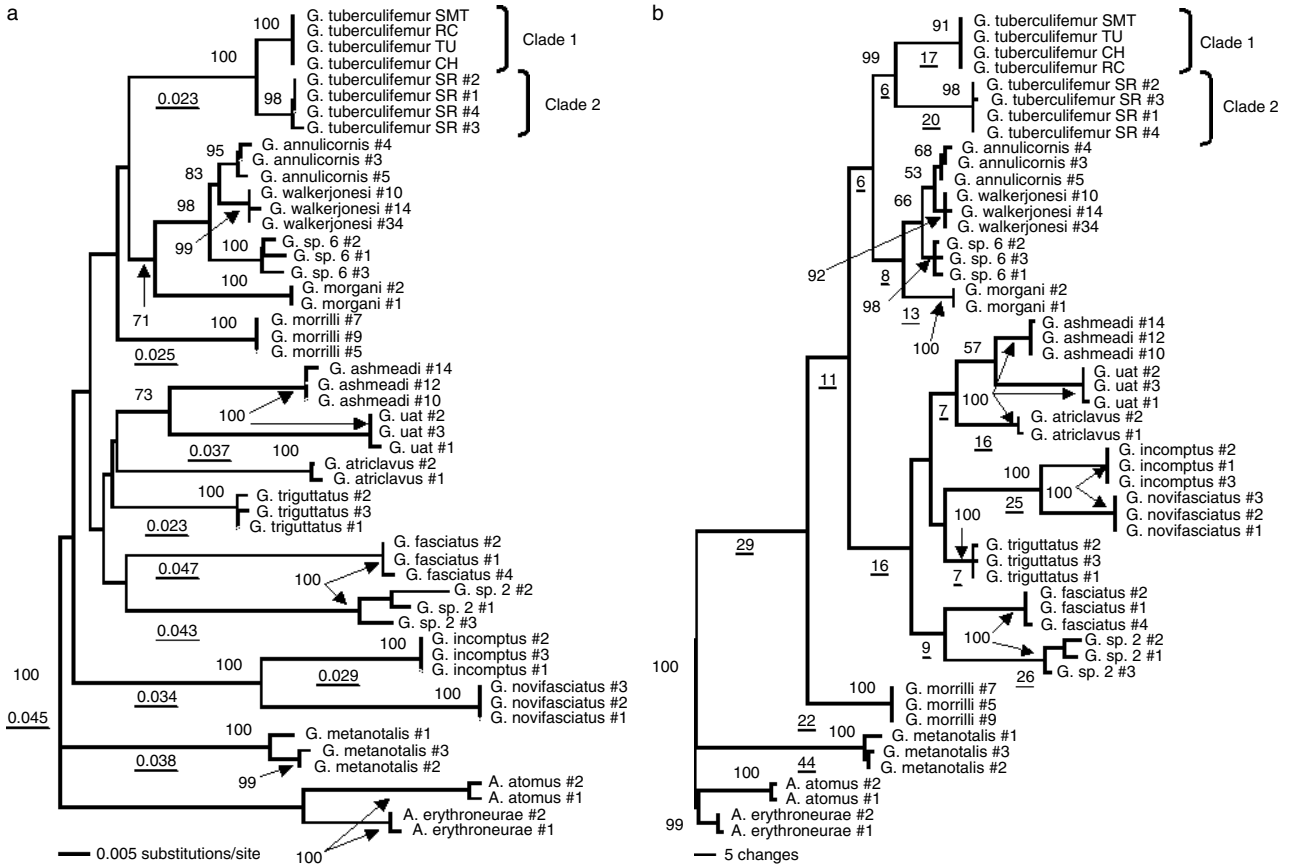 a
100
G. tuberculifemur SMT
G. tuberculifemur RC
G. tuberculifemur TU
G. tuberculifemur CH
Clade 1
100
0.023
98
G. tuberculifemur SR #2
G. tuberculifemur SR #1
G. tuberculifemur SR #4
G. tuberculifemur SR #3
Clade 2
95
G. annulicornis #4
G. annulicornis #3
G. annulicornis #5
83
G. walkerjonesi #10
G. walkerjonesi #14
G. walkerjonesi #34
98
99
100
G. sp. 6 #2
G. sp. 6 #1
G. sp. 6 #3
100
G. morgani #2
G. morgani #1
71
100
G. morrilli #7
G. morrilli #9
G. morrilli #5
0.025
G. ashmeadi #14
G. ashmeadi #12
G. ashmeadi #10
73
100
G. uat #2
G. uat #3
G. uat #1
0.037
100
G. atriclavus #2
G. atriclavus #1
100
G. triguttatus #2
G. triguttatus #3
G. triguttatus #1
0.023
G. fasciatus #2
G. fasciatus #1
G. fasciatus #4
0.047
100
G. sp. 2 #2
G. sp. 2 #1
G. sp. 2 #3
0.043
100
G. incomptus #2
G. incomptus #3
G. incomptus #1
100
0.029
0.034
100
G. novifasciatus #3
G. novifasciatus #2
G. novifasciatus #1
100
0.045
100
G. metanotalis #1
G. metanotalis #3
G. metanotalis #2
0.038
99
A. atomus #2
A. atomus #1
A. erythroneurae #2
A. erythroneurae #1
100
0.005 substitutions/site
b
91
G. tuberculifemur SMT
G. tuberculifemur TU
G. tuberculifemur CH
G. tuberculifemur RC
Clade 1
99
17
6
98
G. tuberculifemur SR #2
G. tuberculifemur SR #3
G. tuberculifemur SR #1
G. tuberculifemur SR #4
Clade 2
20
68
G. annulicornis #4
G. annulicornis #3
G. annulicornis #5
53
6
66
G. walkerjonesi #10
G. walkerjonesi #14
G. walkerjonesi #34
92
G. sp. 6 #2
G. sp. 6 #3
G. sp. 6 #1
8
98
G. morgani #2
G. morgani #1
13
100
G. ashmeadi #14
G. ashmeadi #12
G. ashmeadi #10
57
11
G. uat #2
G. uat #3
G. uat #1
100
7
G. atriclavus #2
G. atriclavus #1
16
G. incomptus #2
G. incomptus #1
G. incomptus #3
100
100
25
G. novifasciatus #3
G. novifasciatus #2
G. novifasciatus #1
100
29
G. triguttatus #2
G. triguttatus #3
G. triguttatus #1
16
7
G. fasciatus #2
G. fasciatus #1
G. fasciatus #4
100
9
G. sp. 2 #2
G. sp. 2 #1
G. sp. 2 #3
26
100
100
G. morrilli #7
G. morrilli #5
G. morrilli #9
22
100
G. metanotalis #1
G. metanotalis #3
G. metanotalis #2
44
100
A. atomus #2
A. atomus #1
99
A. erythroneurae #2
A. erythroneurae #1
5 changes